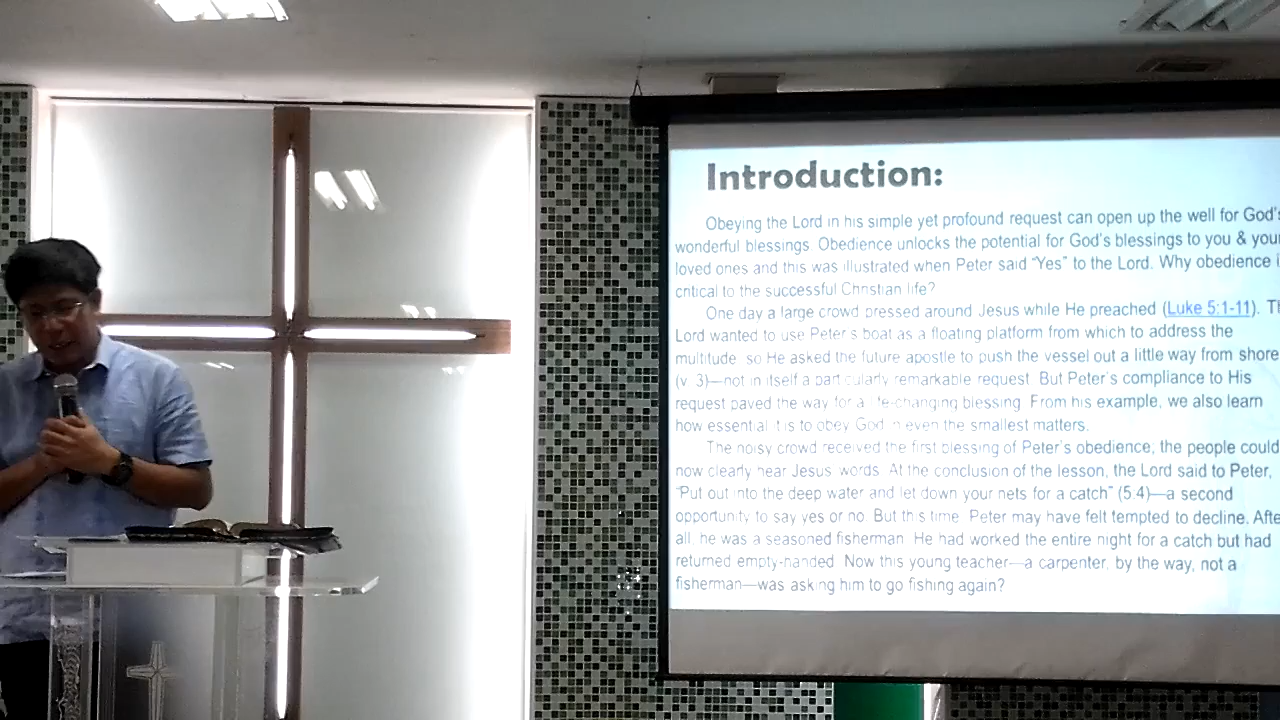 Introduction:
Obeying the Lord in his simple yet profound request can open up the well for God's
wonderful blessings. Obedience unlocks the potential for God's blessings to you & your
loved ones and this was illustrated when Peter said "Yes" to the Lord. Why obedience
critical to the successful Christian life?
One day a large crowd pressed around Jesus while He preached (Luke 5:1-11).
Lord wanted to use Peter's boat as a floating platform from which to address the
multitude, so He asked the future apostle to push the vessel out a little way from shore
(v. 3)—not in itself a particularly remarkable request. But Peter's compliance to His
request paved the way for a life-changing blessing. From his example, we also learn
how essential it is to obey God in even the smallest matters.
The noisy crowd received the first blessing of Peter's obedience; the people could
now clearly hear Jesus' words. At the conclusion of the lesson, the Lord said to Peter,
"Put out into the deep water and let down your nets for a catch" (5:4)—a second
opportunity to say yes or no. But this time, Peter may have felt tempted to decline. Afte
all, he was a seasoned fisherman. He had worked the entire night for a catch but had
returned empty-handed. Now this young teacher—a carpenter, by the way, not a
fisherman—was asking him to go fishing again?